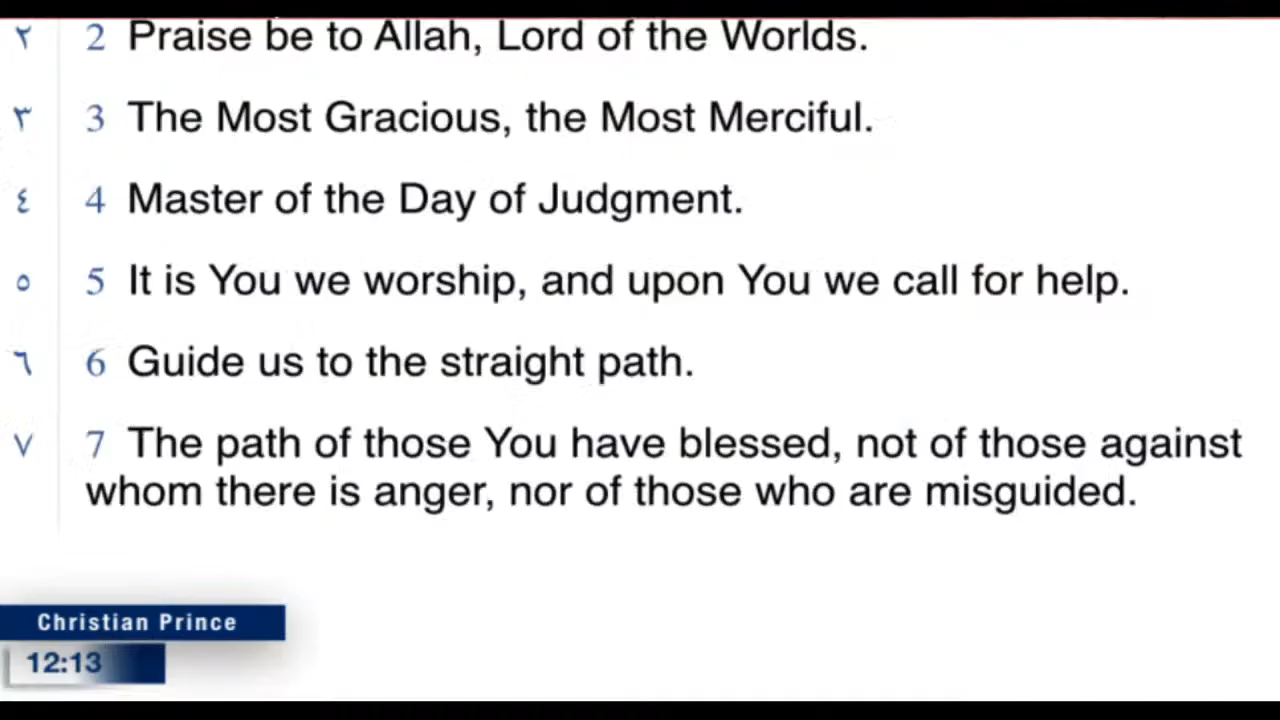 ٢ 2 Praise be to Allah, Lord of the Worlds.
٣ 3 The Most Gracious, the Most Merciful.
٤ 4 Master of the Day of Judgment.
٥ 5 It is You we worship, and upon You we call for help.
٦ 6 Guide us to the straight path.
٧ 7 The path of those You have blessed, not of those against
whom there is anger, nor of those who are misguided.
Christian Prince
12:13